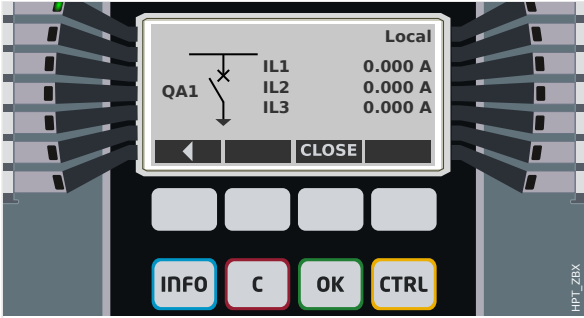 Local
IL1 0.000 A
QA1 IL2 0.000 A
IL3 0.000 A
CLOSE
INFO C OK CTRL
HPT_ZBX